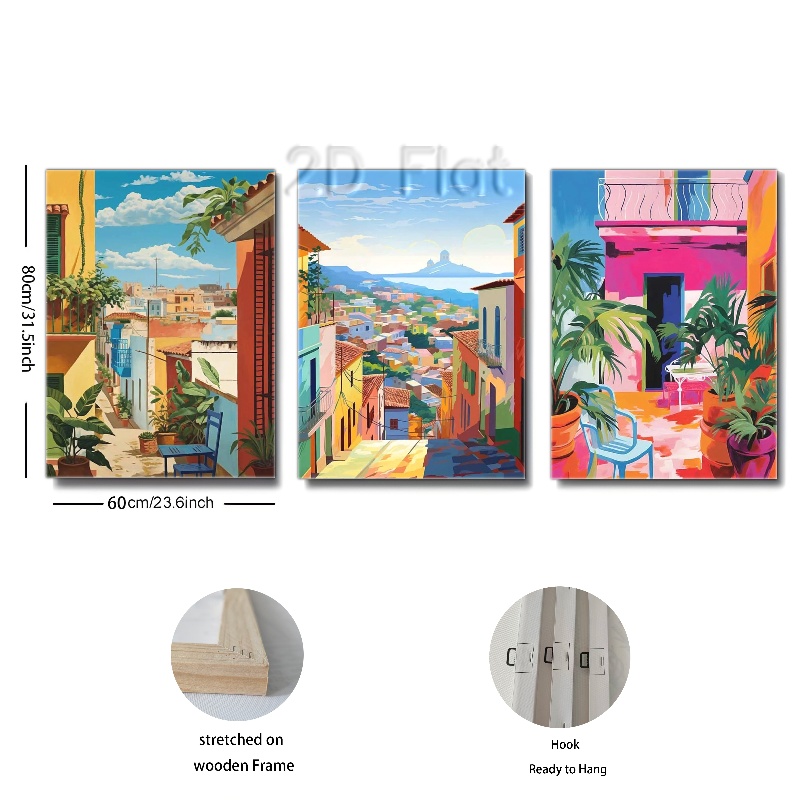 2D Flat
80cm/31.5inch
60cm/23.6inch
stretched on
wooden Frame
Hook
Ready to Hang